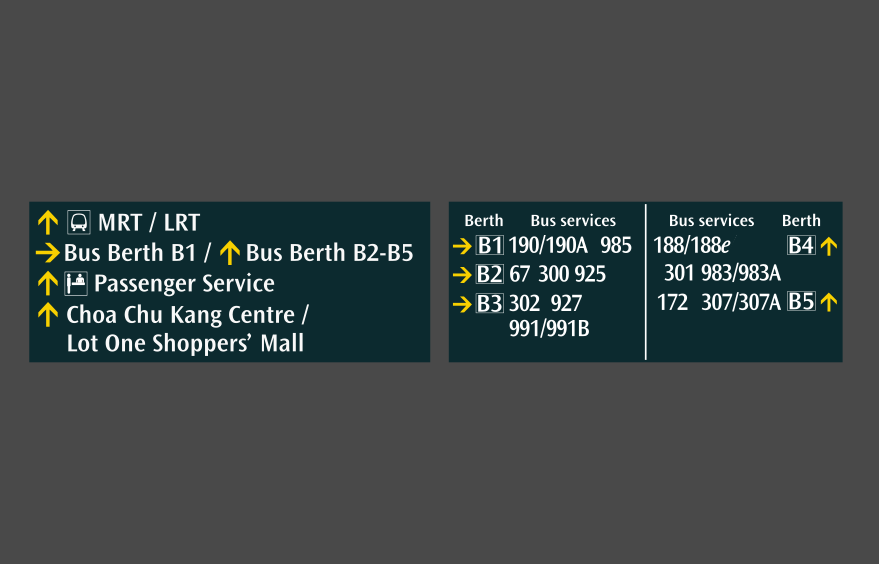 MRT / LRT
Bus Berth B1 / Bus Berth B2-B5
Passenger Service
Choa Chu Kang Centre /
Lot One Shoppers’ Mall
Berth Bus services
B1 190/190A 985
B2 67 300 925
B3 302 927
991/991B
Bus services Berth
188/188e B4
301 983/983A
172 307/307A B5